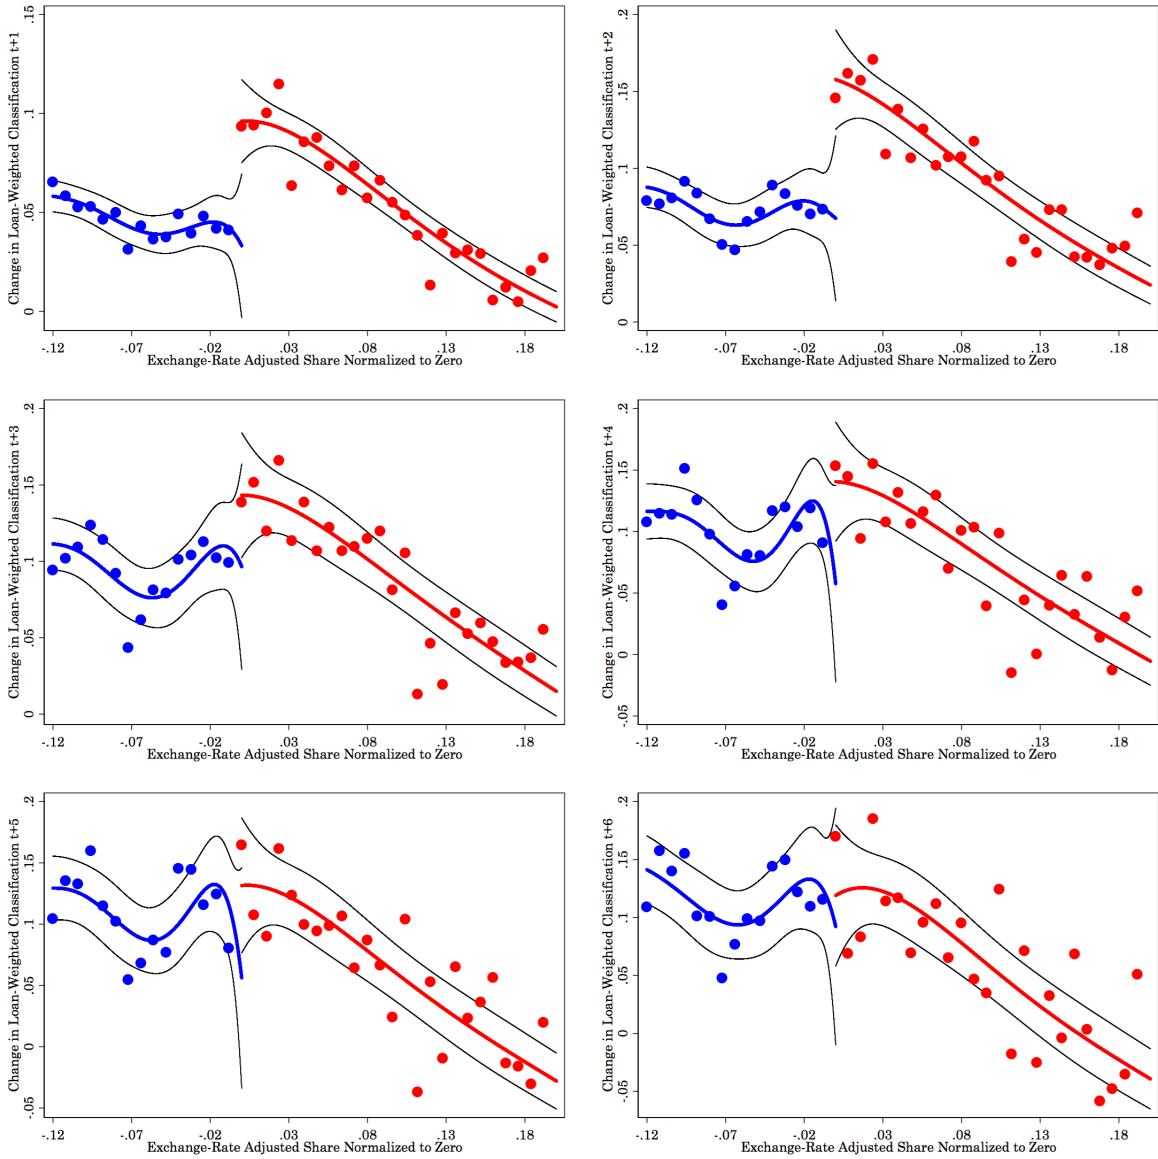 Change in Loan-Weighted Classification t+1
.15
.1
.05
0
-.12 -.07 -.02 .03 .08 .13 .18
Exchange-Rate Adjusted Share Normalized to Zero
Change in Loan-Weighted Classification t+2
.2
.15
.1
.05
0
-.12 -.07 -.02 .03 .08 .13 .18
Exchange-Rate Adjusted Share Normalized to Zero
Change in Loan-Weighted Classification t+3
.2
.15
.1
.05
0
-.12 -.07 -.02 .03 .08 .13 .18
Exchange-Rate Adjusted Share Normalized to Zero
Change in Loan-Weighted Classification t+4
.2
.15
.1
.05
0
-.05
-.12 -.07 -.02 .03 .08 .13 .18
Exchange-Rate Adjusted Share Normalized to Zero
Change in Loan-Weighted Classification t+5
.2
.15
.1
.05
0
-.05
-.12 -.07 -.02 .03 .08 .13 .18
Exchange-Rate Adjusted Share Normalized to Zero
Change in Loan-Weighted Classification t+6
.2
.15
.1
.05
0
-.05
-.12 -.07 -.02 .03 .08 .13 .18
Exchange-Rate Adjusted Share Normalized to Zero